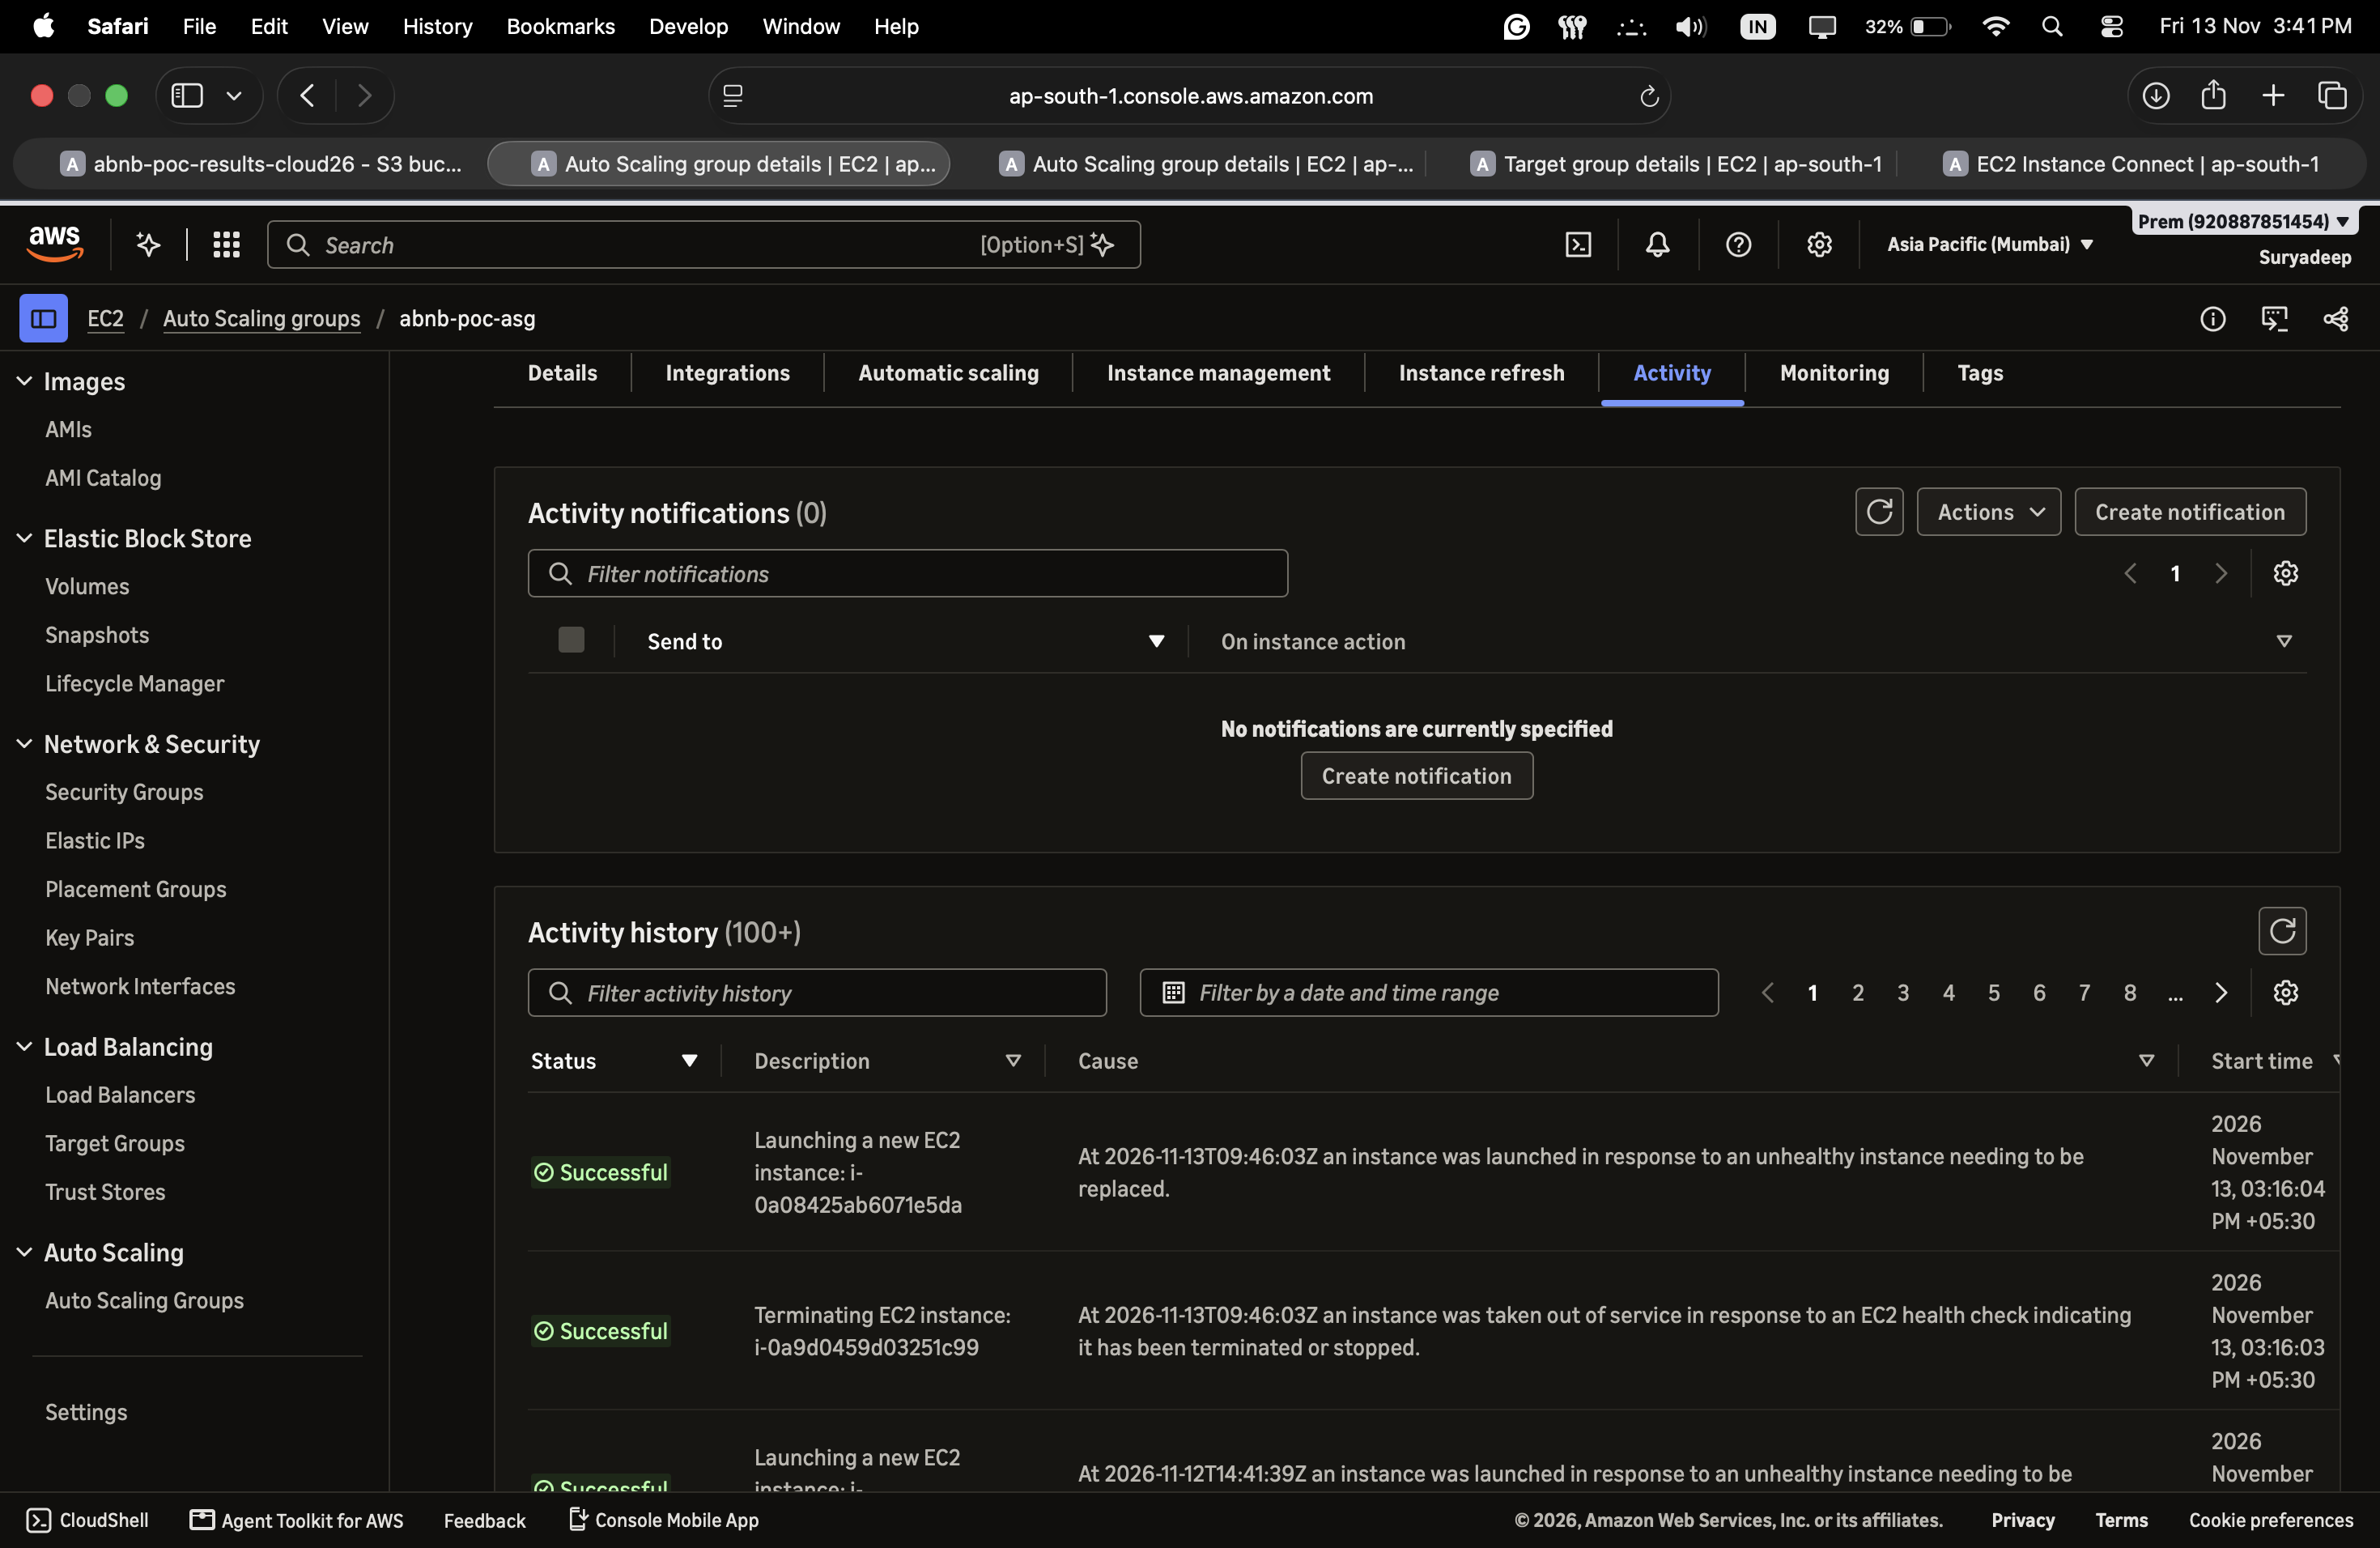 Safari File Edit View History Bookmarks Develop Window Help IN 32% Fri 13 Nov 3:41 PM
ap-south-1.console.aws.amazon.com
A abnb-poc-results-cloud26 - S3 buc... A Auto Scaling group details | EC2 | ap... A Auto Scaling group details | EC2 | ap-... A Target group details | EC2 | ap-south-1 A EC2 Instance Connect | ap-south-1
aws Search [Option+S] Asia Pacific (Mumbai) Prem (920887851454)
Suryadeep
EC2 / Auto Scaling groups / abnb-poc-asg
Images
AMIs
AMI Catalog
Elastic Block Store
Volumes
Snapshots
Lifecycle Manager
Network & Security
Security Groups
Elastic IPs
Placement Groups
Key Pairs
Network Interfaces
Load Balancing
Load Balancers
Target Groups
Trust Stores
Auto Scaling
Auto Scaling Groups
Settings
Details Integrations Automatic scaling Instance management Instance refresh Activity Monitoring Tags
Activity notifications (0) Actions Create notification
Filter notifications 1
Send to On instance action
No notifications are currently specified
Create notification
Activity history (100+)
Filter activity history Filter by a date and time range 1 2 3 4 5 6 7 8 ...
Status Description Cause Start time
Successful
Launching a new EC2
instance: i-
0a08425ab6071e5da
At 2026-11-13T09:46:03Z an instance was launched in response to an unhealthy instance needing to be
replaced.
2026
November
13, 03:16:04
PM +05:30
Successful
Terminating EC2 instance:
i-0a9d0459d03251c99
At 2026-11-13T09:46:03Z an instance was taken out of service in response to an EC2 health check indicating
it has been terminated or stopped.
2026
November
13, 03:16:03
PM +05:30
Successful
Launching a new EC2
instance: i-
At 2026-11-12T14:41:39Z an instance was launched in response to an unhealthy instance needing to be
2026
November
CloudShell Agent Toolkit for AWS Feedback Console Mobile App © 2026, Amazon Web Services, Inc. or its affiliates. Privacy Terms Cookie preferences